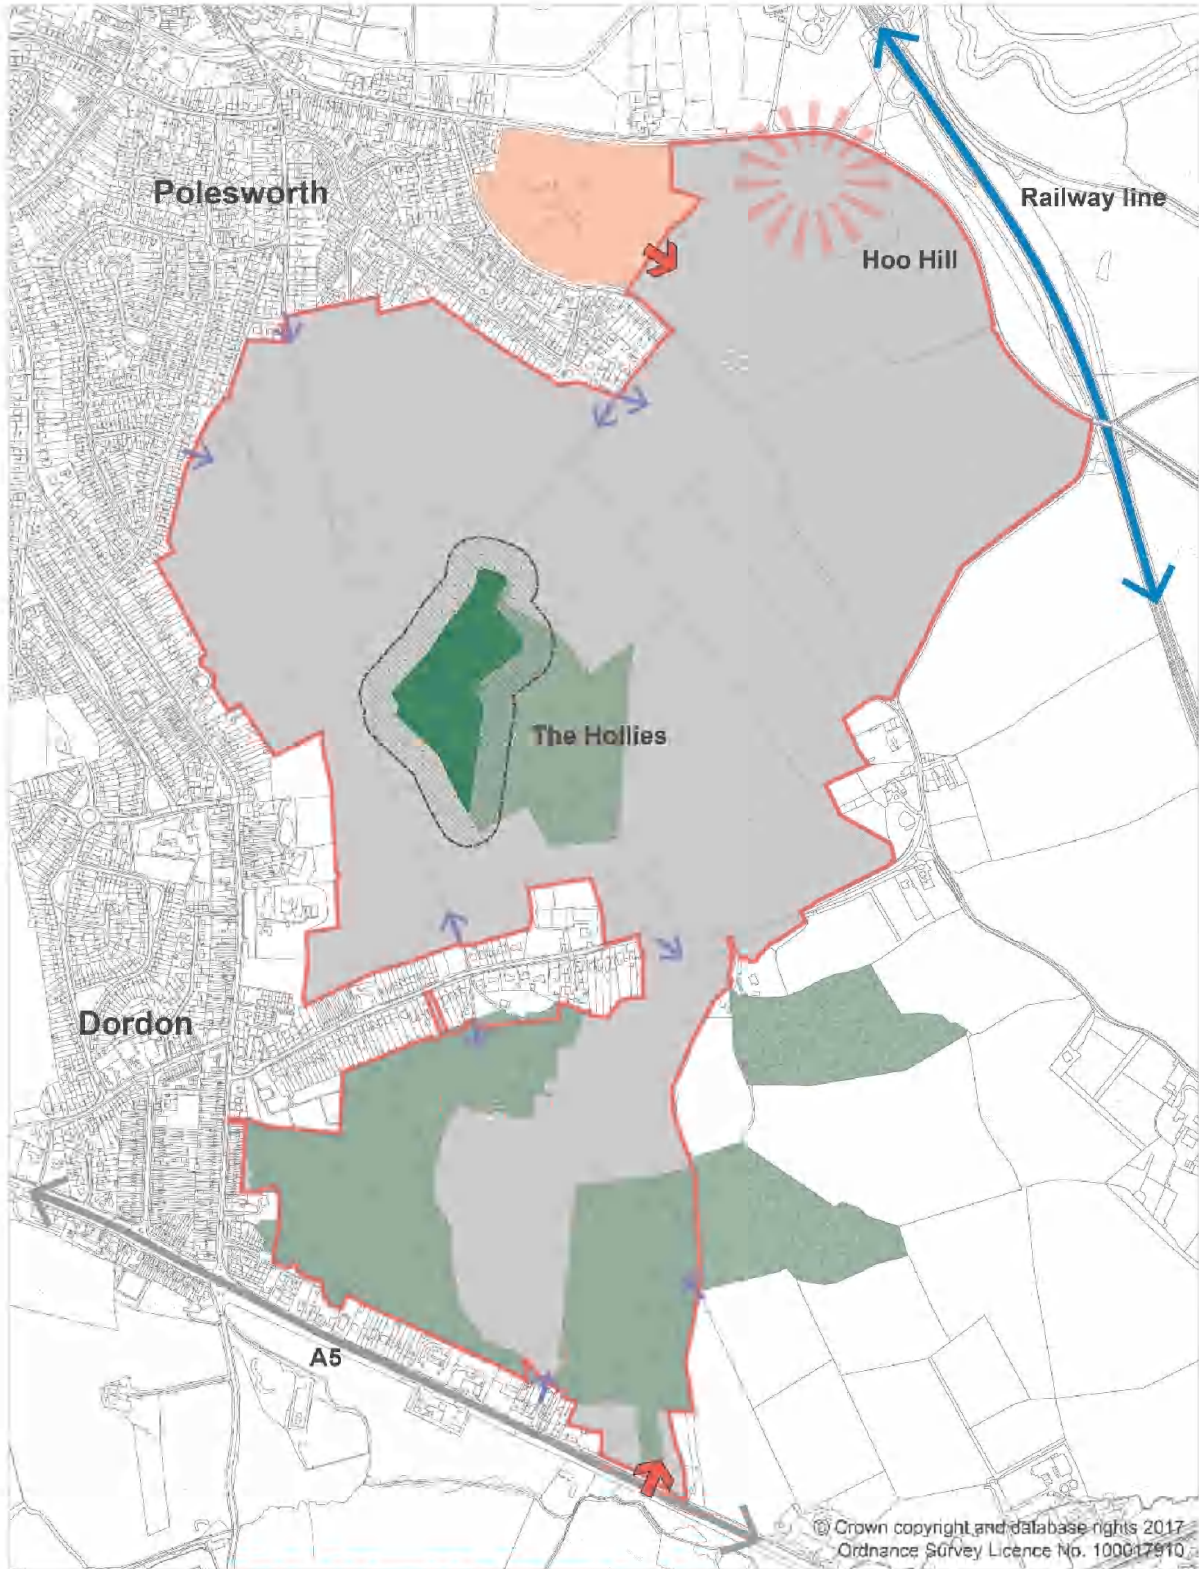 Polesworth
Railway line
Hoo Hill
The Hollies
Dordon
A5
© Crown copyright and database rights 2017
Ordnance Survey Licence No. 100017910